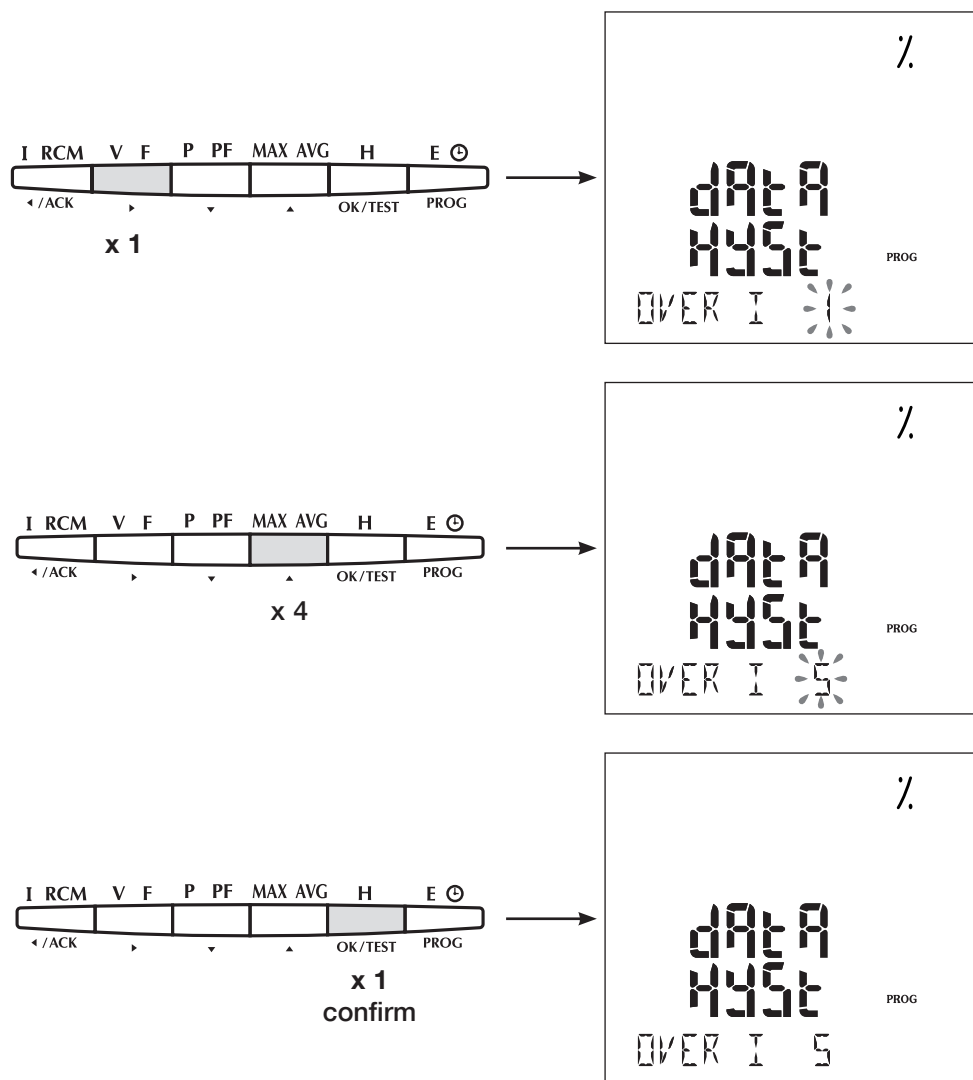 %
I RCM V F P PF MAX AVG H E
/ACK OK/TEST PROG
x 1
dAtA
HYSt
PROG
OVER I 1
%
I RCM V F P PF MAX AVG H E
/ACK OK/TEST PROG
x 4
dAtA
HYSt
PROG
OVER I 5
%
I RCM V F P PF MAX AVG H E
/ACK OK/TEST PROG
x 1
confirm
dAtA
HYSt
PROG
OVER I 5